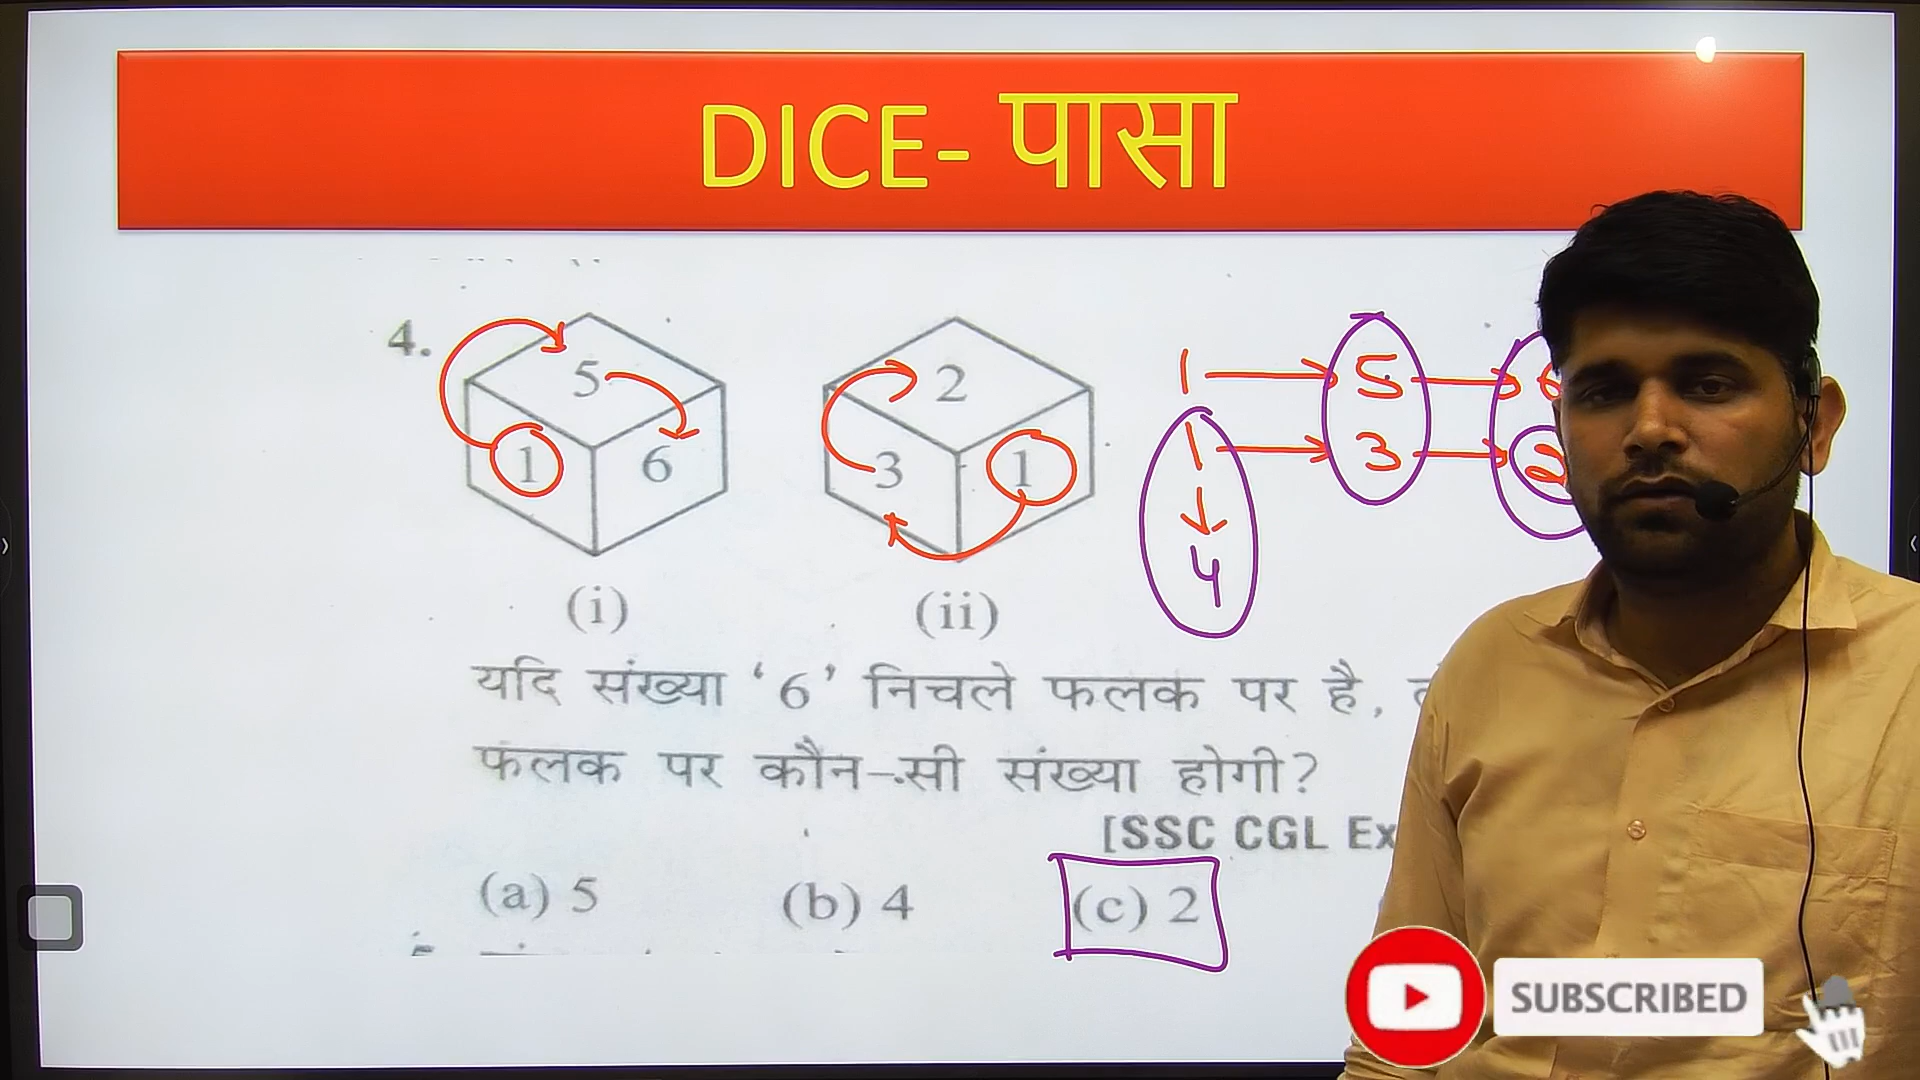 DICE- पासा
4.
5
1
6
(i)
2
3
1
(ii)
1 → 5 →
1 → 3 → 2
4
यदि संख्या ‘6’ निचले फलक पर है,
फलक पर कौन-सी संख्या होगी?
[SSC CGL Ex
(a) 5 (b) 4 (c) 2
SUBSCRIBED